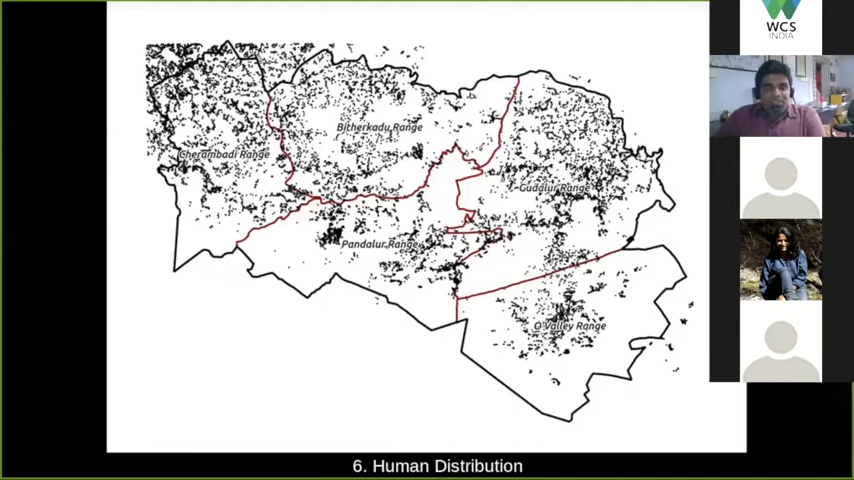 WCS
INDIA
Bitherkadu Range
Cherambadi Range
Gudalur Range
Pandalur Range
O'Valley Range
6. Human Distribution